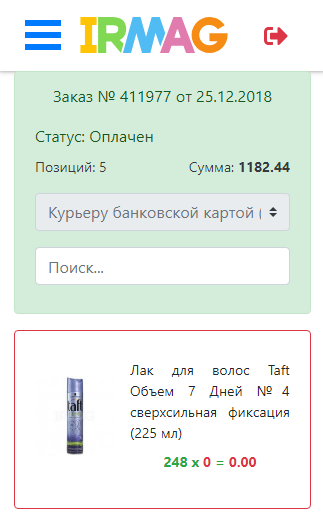 IRMAG
Заказ № 411977 от 25.12.2018
Статус: Оплачен
Позиций: 5 Сумма: 1182.44
Курьеру банковской картой (
Поиск...
taft
Лак для волос Taft
Объем 7 Дней № 4
сверхсильная фиксация
(225 мл)
248 x 0 = 0.00